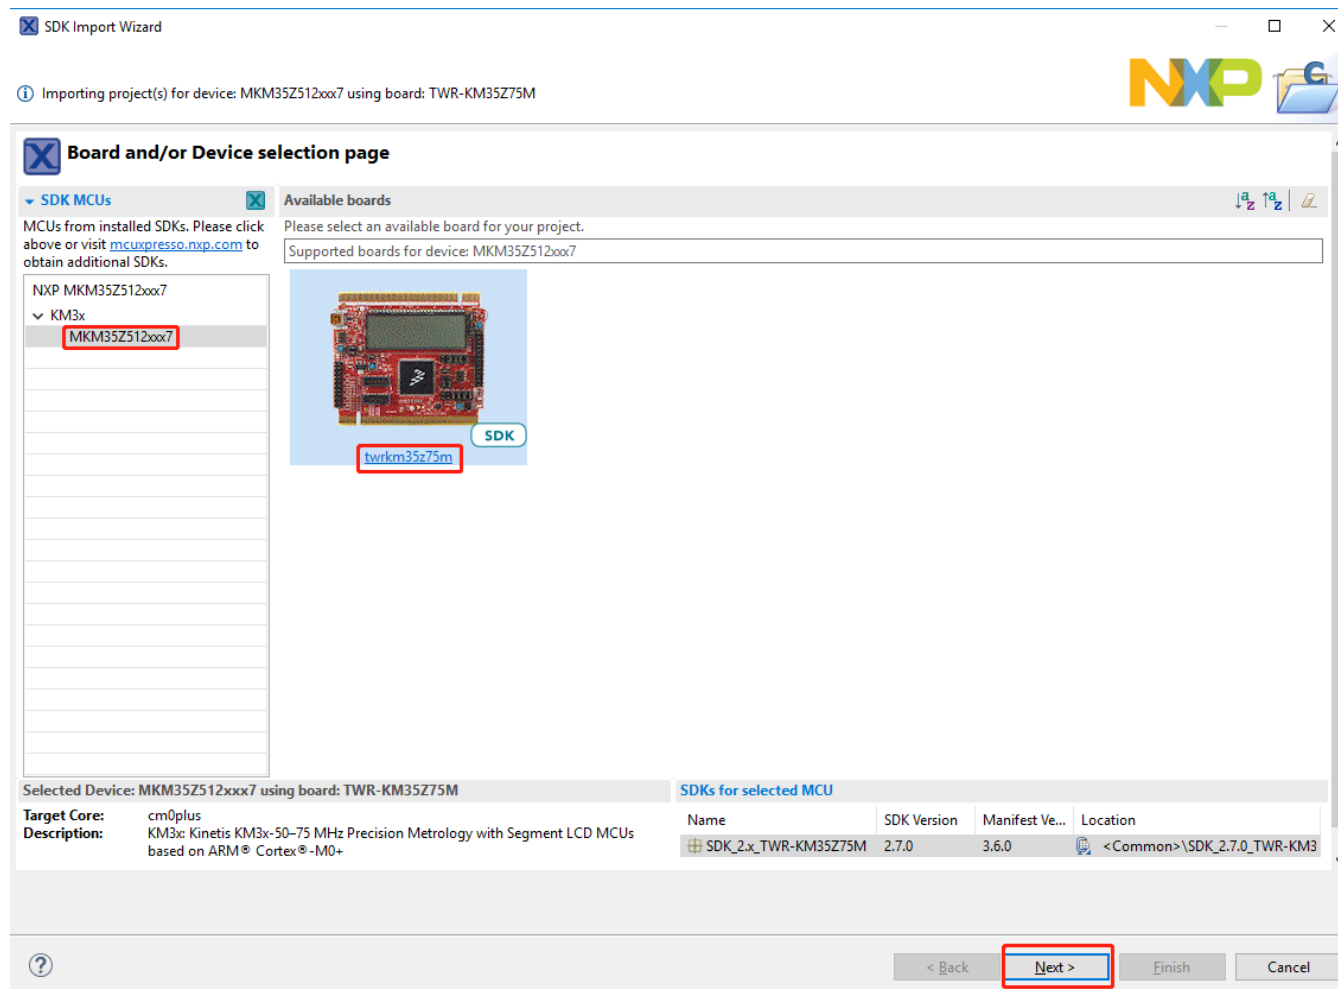 SDK Import Wizard
Importing project(s) for device: MKM35Z512xxx7 using board: TWR-KM35Z75M
NXP
C
Board and/or Device selection page
SDK MCUs
MCUs from installed SDKs. Please click
above or visit mcuxpresso.nxp.com to
obtain additional SDKs.
NXP MKM35Z512xxx7
KM3x
MKM35Z512xxx7
Available boards
Please select an available board for your project.
Supported boards for device: MKM35Z512xxx7
SDK
twrkm35z75m
Selected Device: MKM35Z512xxx7 using board: TWR-KM35Z75M
Target Core: cm0plus
Description: KM3x: Kinetis KM3x-50–75 MHz Precision Metrology with Segment LCD MCUs
based on ARM® Cortex®-M0+
SDKs for selected MCU
Name SDK Version Manifest Ve... Location
SDK_2.x_TWR-KM35Z75M 2.7.0 3.6.0 <Common>\SDK_2.7.0_TWR-KM3
< Back Next > Finish Cancel